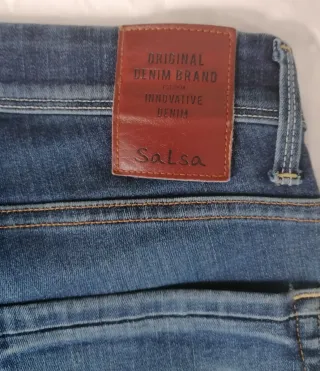 ORIGINAL
DENIM BRAND
INNOVATIVE
DENIM
Salsa